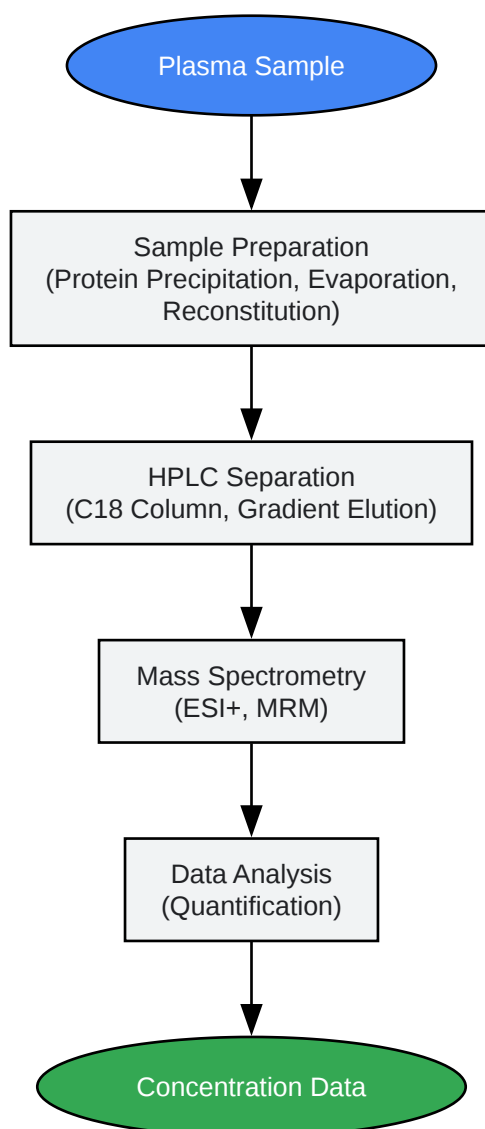 Plasma Sample
Sample Preparation
(Protein Precipitation, Evaporation,
Reconstitution)
HPLC Separation
(C18 Column, Gradient Elution)
Mass Spectrometry
(ESI+, MRM)
Data Analysis
(Quantification)
Concentration Data